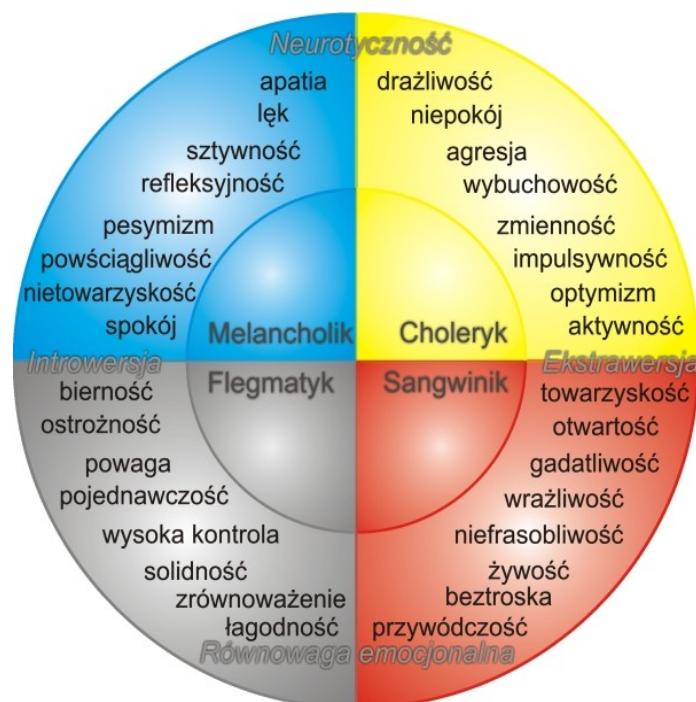 Neurotyczność
apatia
lęk
sztywność
refleksyjność
pesymizm
powściągliwość
nietowarzyskość
spokój
Melancholik
drażliwość
niepokój
agresja
wybuchowość
zmienność
impulsywność
optymizm
aktywność
Choleryk
Introwersja
Ekstrawersja
Flegmatyk
bierność
ostrożność
powaga
pojednawczość
wysoka kontrola
solidność
zrównoważenie
łagodność
Sangwinik
towarzyskość
otwartość
gadatliwość
wrażliwość
niefrasobliwość
żywość
beztroska
przywódczość
Równowaga emocjonalna